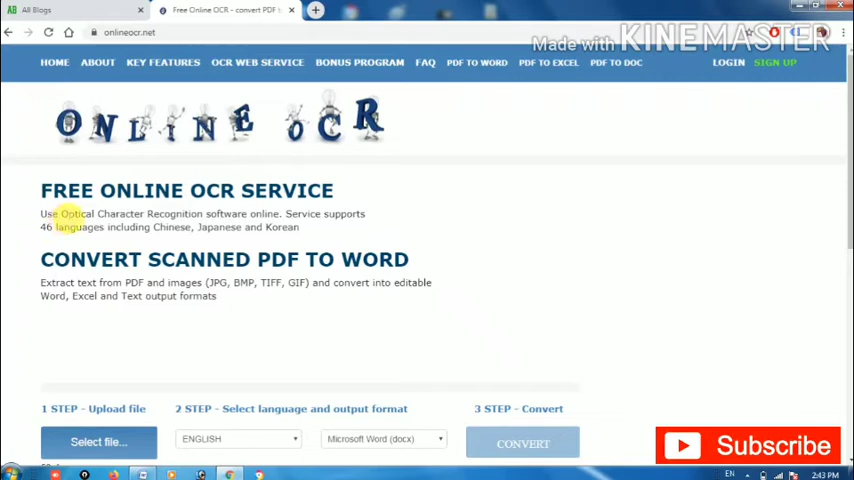 AB All Blogs
Free Online OCR - convert PDF t
onlineocr.net
Made with KINEMASTER
HOME ABOUT KEY FEATURES OCR WEB SERVICE BONUS PROGRAM FAQ PDF TO WORD PDF TO EXCEL PDF TO DOC LOGIN SIGN UP
ONLINE OCR
FREE ONLINE OCR SERVICE
Use Optical Character Recognition software online. Service supports
46 languages including Chinese, Japanese and Korean
CONVERT SCANNED PDF TO WORD
Extract text from PDF and images (JPG, BMP, TIFF, GIF) and convert into editable
Word, Excel and Text output formats
1 STEP - Upload file 2 STEP - Select language and output format 3 STEP - Convert
Select file... ENGLISH Microsoft Word (docx) CONVERT
Subscribe
EN 2:43 PM